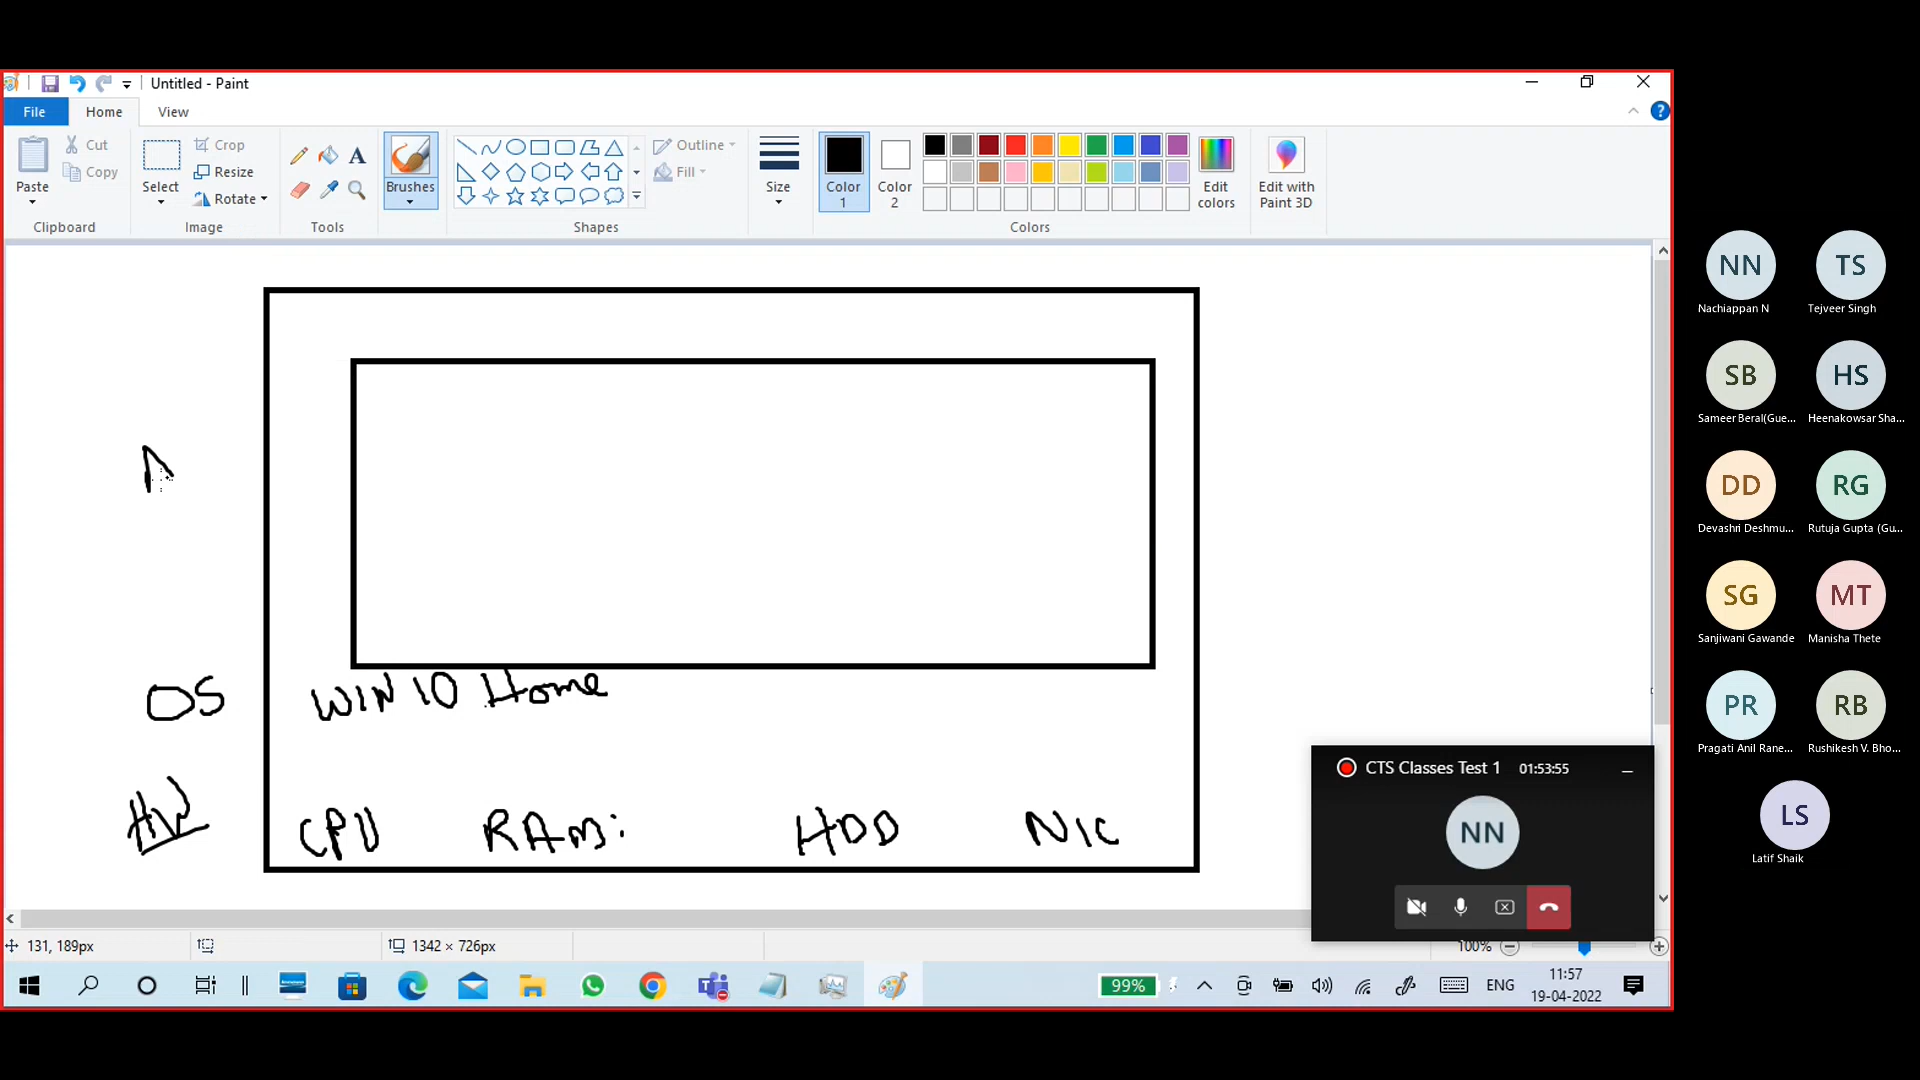 Untitled - Paint
File Home View
Paste
Cut
Copy
Clipboard
Select
Crop
Resize
Rotate
Image
A
Tools
Brushes
Shapes
Outline
Fill
Size
Color 1
Color 2
Colors
Edit colors
Edit with Paint 3D
?
OS WIN 10 Home
HW CPU RAM: HDD NIC
CTS Classes Test 1 01:53:55
NN
131, 189px
1342 × 726px
100%
99%
ENG
11:57
19-04-2022
NN
Nachiappan N
TS
Tejveer Singh
SB
Sameer Beral(Gue...
HS
Heenakowsar Sha...
DD
Devashri Deshmu...
RG
Rutuja Gupta (Gu...
SG
Sanjiwani Gawande
MT
Manisha Thete
PR
Pragati Anil Rane...
RB
Rushikesh V. Bho...
LS
Latif Shaik